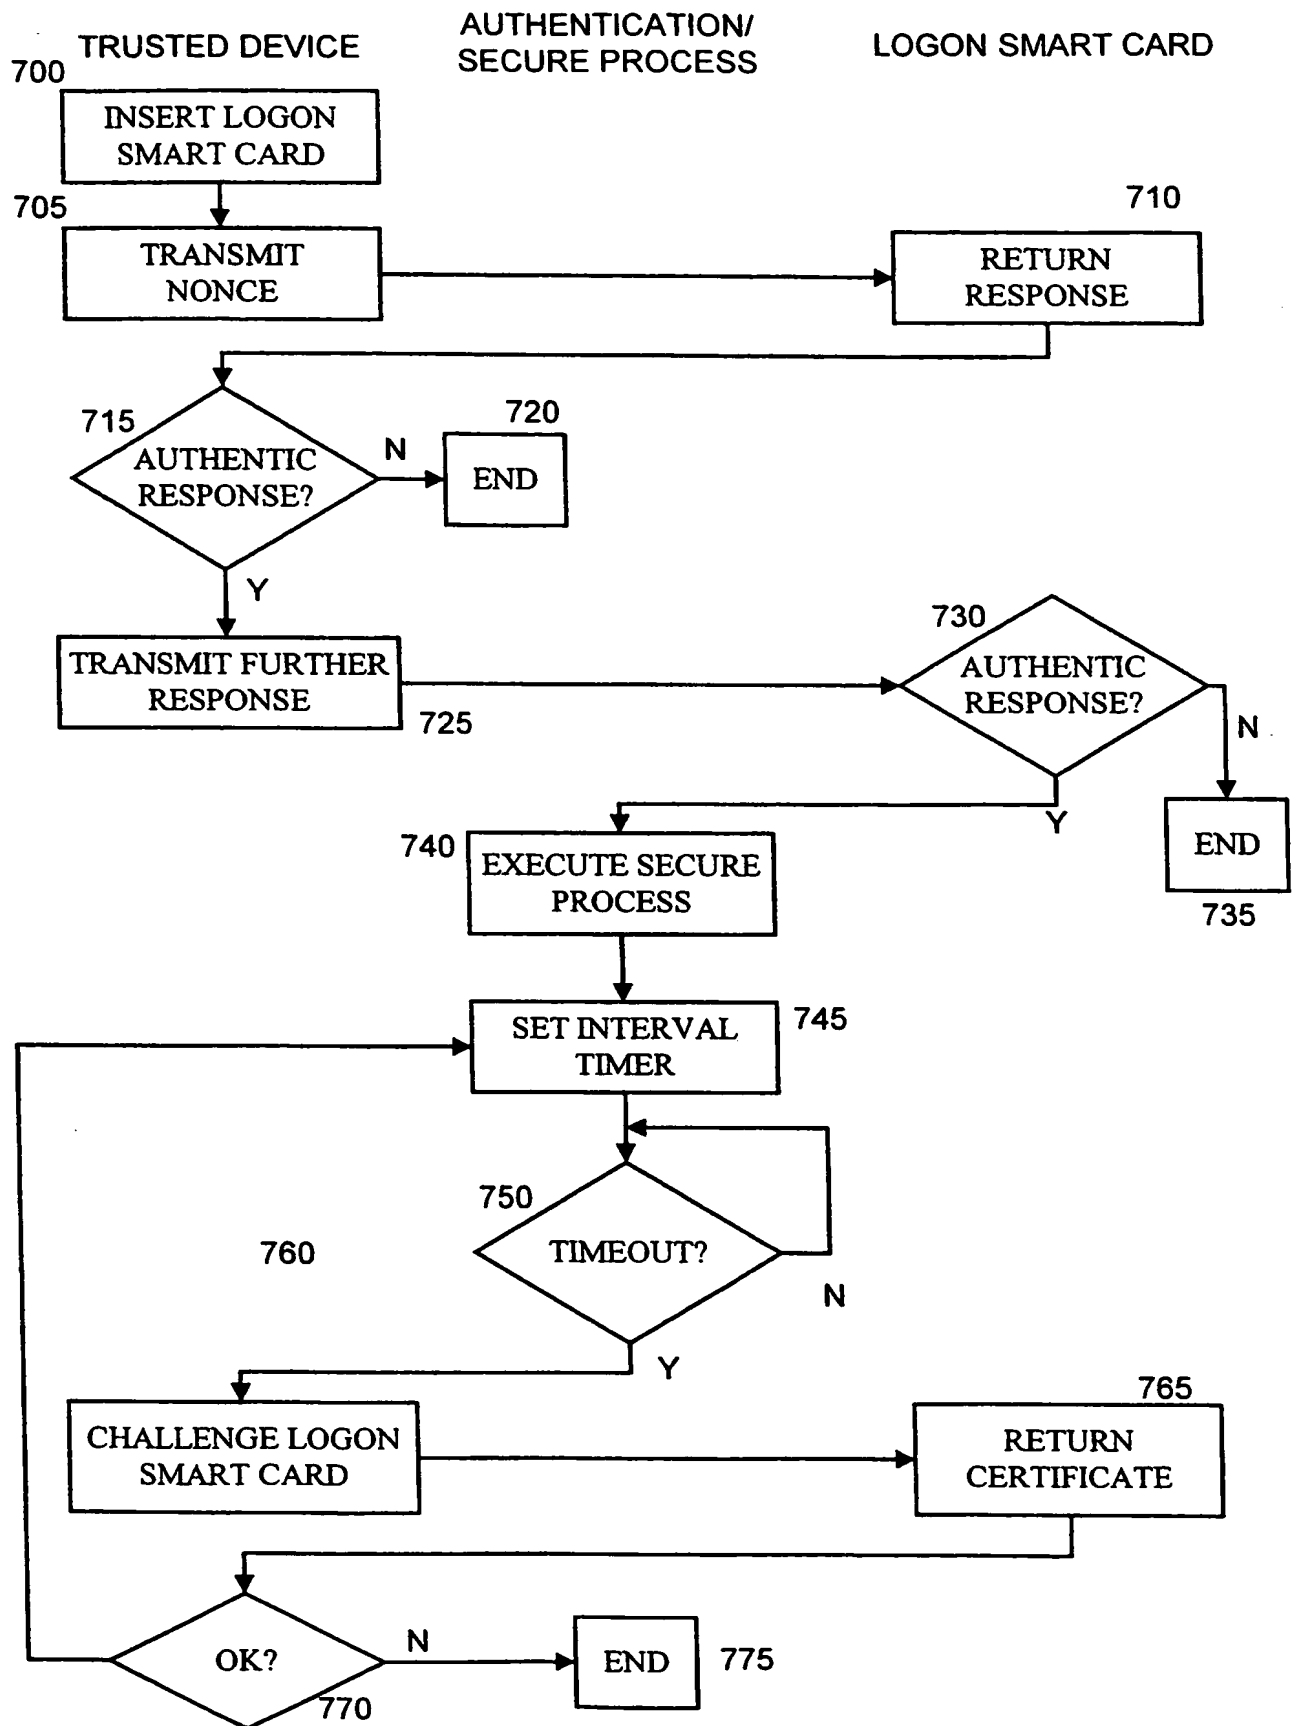 TRUSTED DEVICE
AUTHENTICATION/
SECURE PROCESS
LOGON SMART CARD
700
INSERT LOGON
SMART CARD
705
TRANSMIT
NONCE
710
RETURN
RESPONSE
715
AUTHENTIC
RESPONSE?
N
720
END
Y
TRANSMIT FURTHER
RESPONSE
725
730
AUTHENTIC
RESPONSE?
N
Y
END
735
740
EXECUTE SECURE
PROCESS
SET INTERVAL
TIMER
745
750
TIMEOUT?
N
Y
760
CHALLENGE LOGON
SMART CARD
765
RETURN
CERTIFICATE
OK?
770
N
END
775